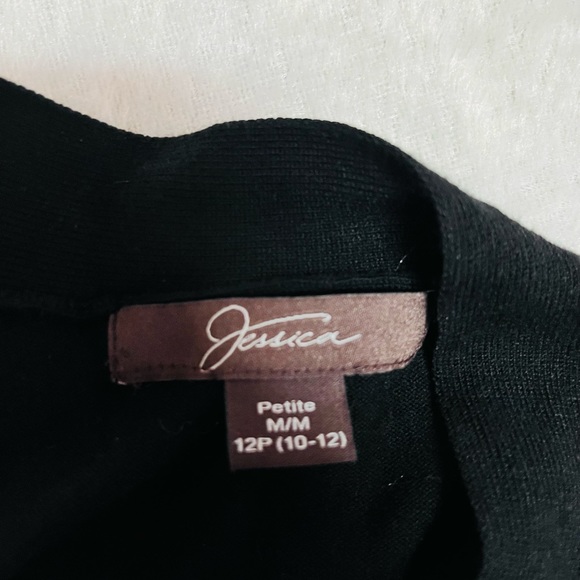 Jessica
Petite
M/M
12P (10-12)